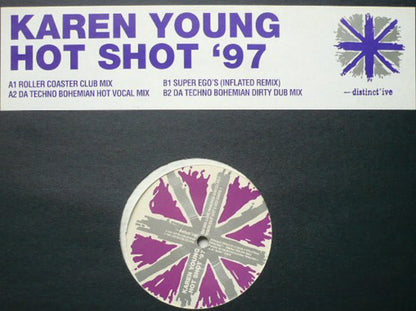 KAREN YOUNG
HOT SHOT '97
A1 ROLLER COASTER CLUB MIX
A2 DA TECHNO BOHEMIAN HOT VOCAL MIX
B1 SUPER EGO'S (INFLATED REMIX)
B2 DA TECHNO BOHEMIAN DIRTY DUB MIX
distinct'ive
KAREN YOUNG
HOT SHOT '97